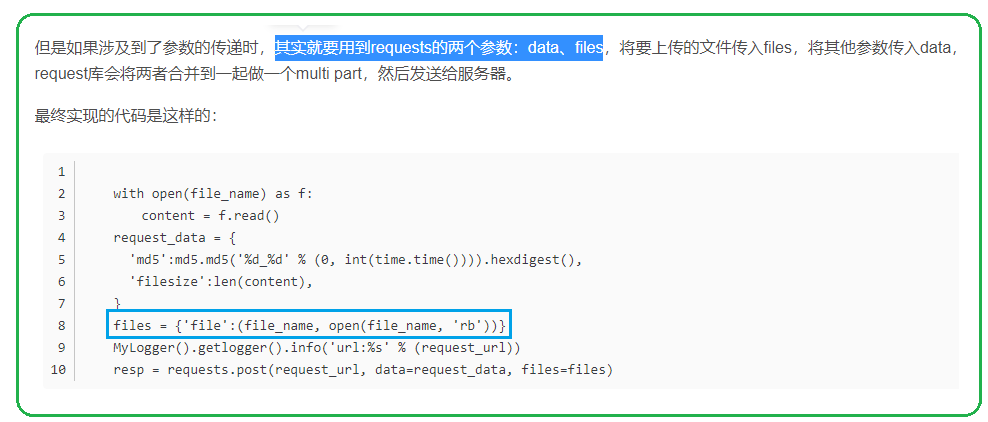 但是如果涉及到了参数的传递时，其实就要用到requests的两个参数：data、files，将要上传的文件传入files，将其他参数传入data，
request库会将两者合并到一起做一个multi part，然后发送给服务器。
最终实现的代码是这样的：
1
2 with open(file_name) as f:
3 content = f.read()
4 request_data = {
5 'md5':md5.md5('%d_%d' % (0, int(time.time()))).hexdigest(),
6 'filesize':len(content),
7 }
8 files = {'file':(file_name, open(file_name, 'rb'))}
9 MyLogger().getlogger().info('url:%s' % (request_url))
10 resp = requests.post(request_url, data=request_data, files=files)